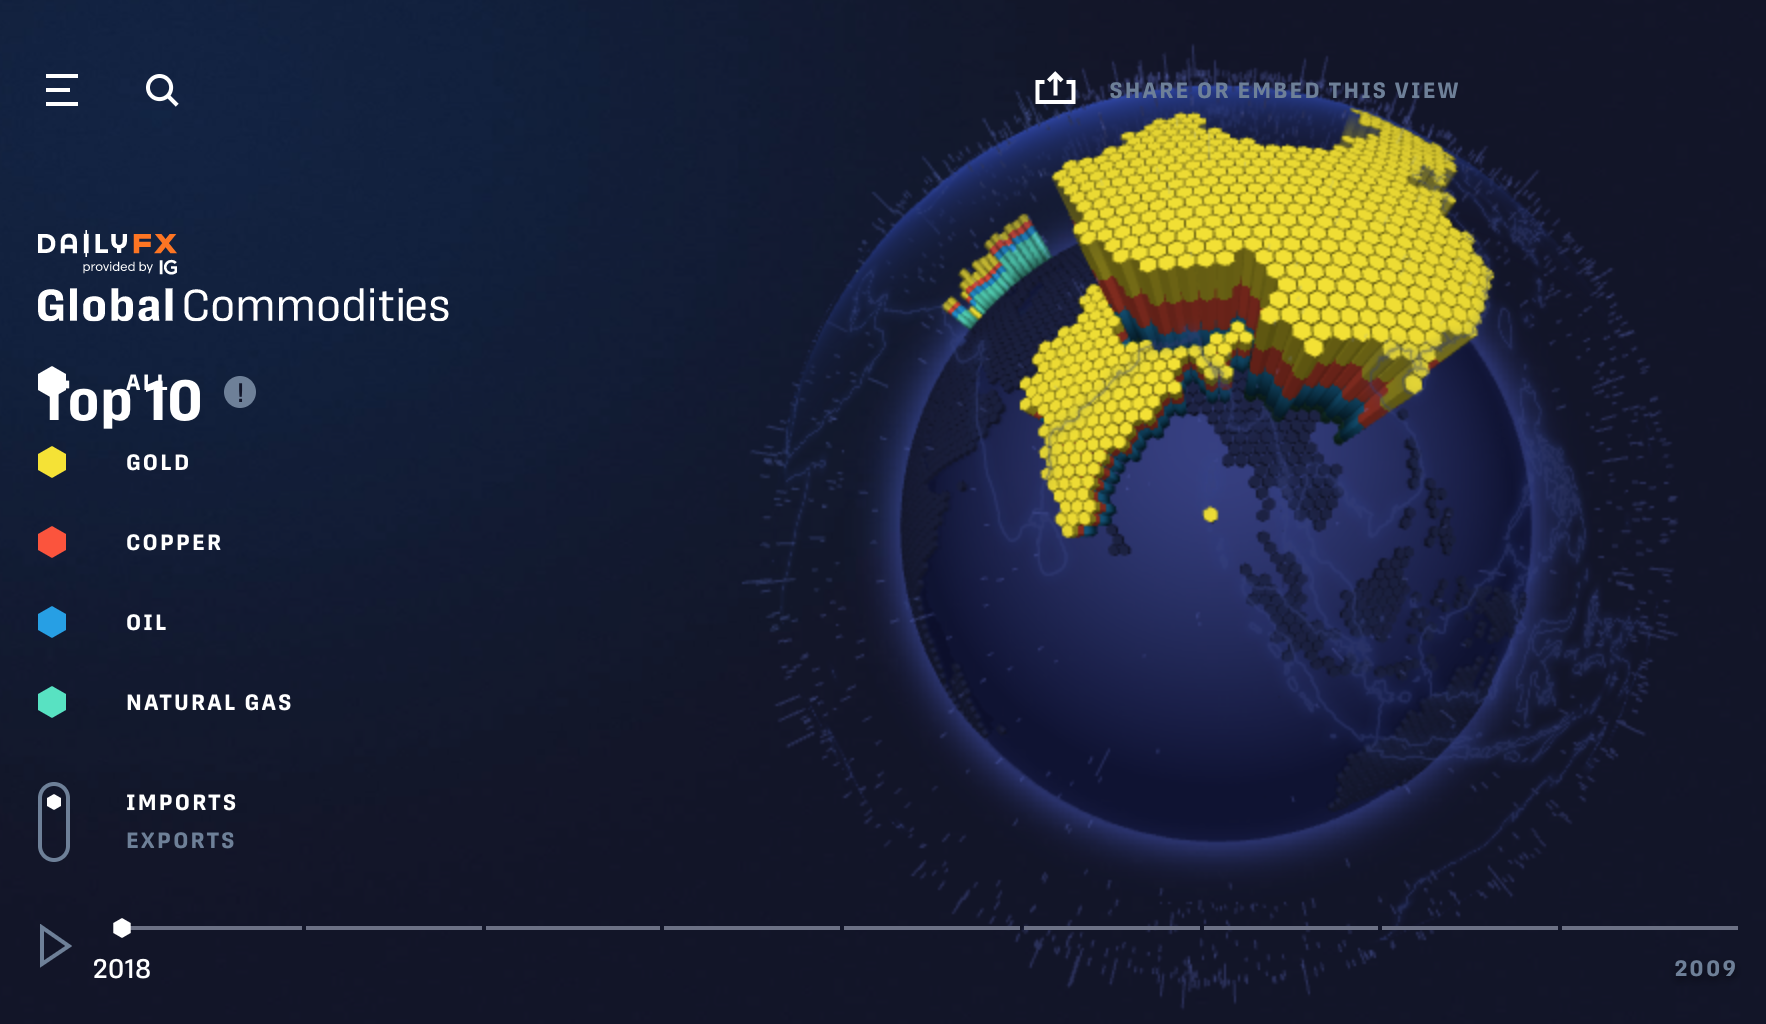 SHARE OR EMBED THIS VIEW
DAILYFX
provided by IG
Global Commodities
ALL
Top 10 !
GOLD
COPPER
OIL
NATURAL GAS
IMPORTS
EXPORTS
2018
2009